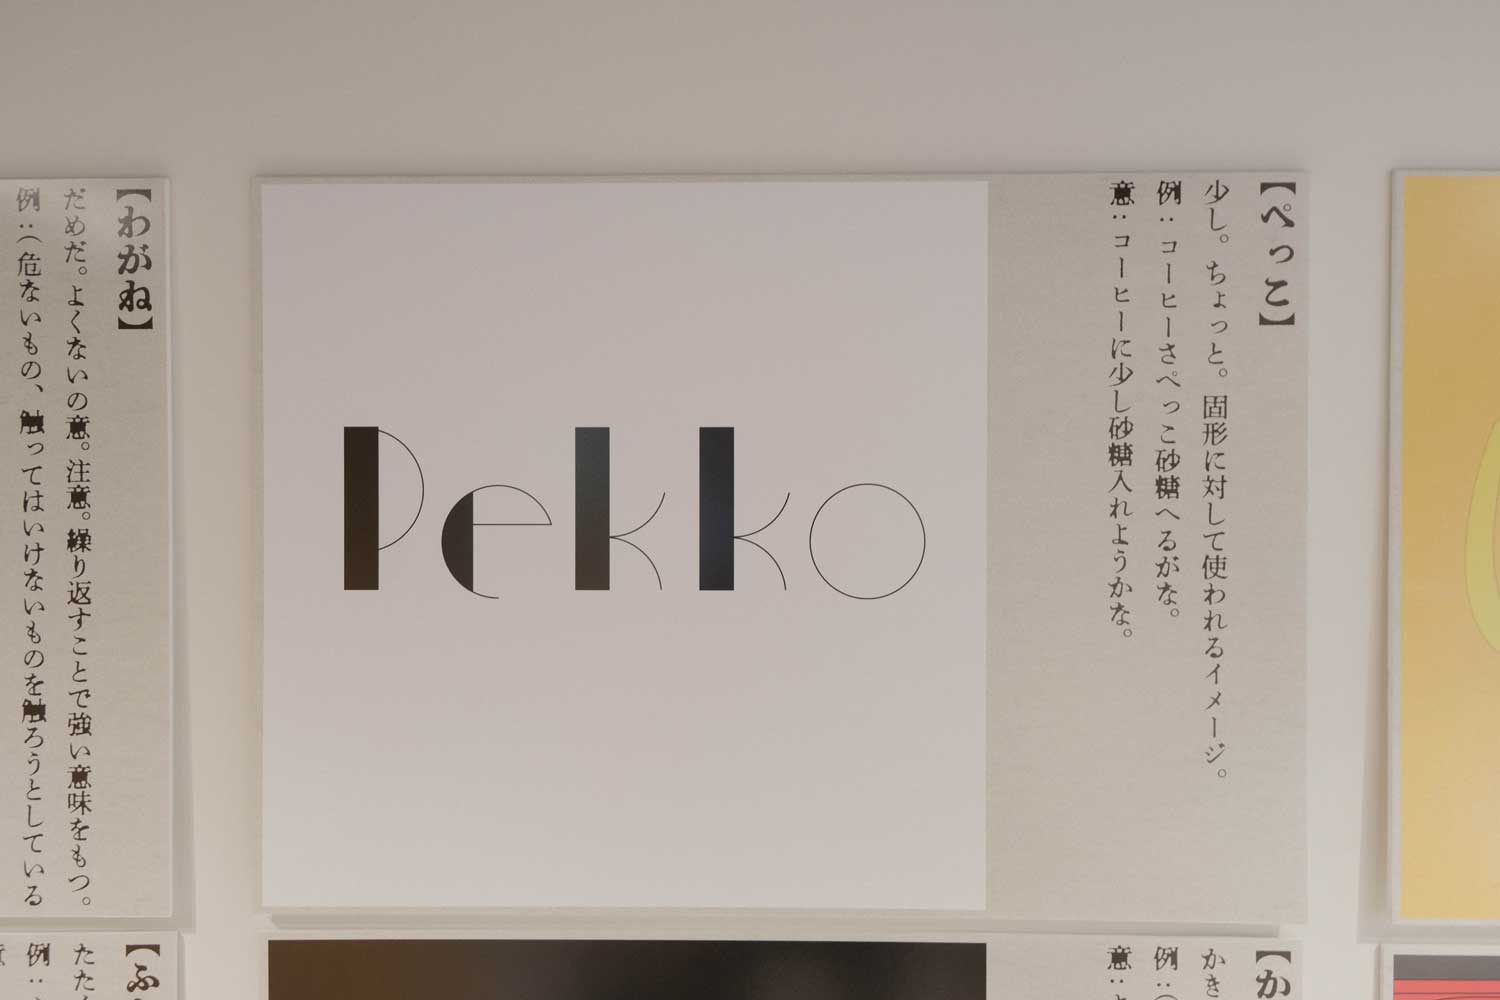 Pekko
【ぺっこ】
少し。ちょっと。固形に対して使われるイメージ。
例：コーヒーさぺっこ砂糖へるがな。
意：コーヒーに少し砂糖入れようかな。
【わがね】
だめだ。よくないの意。注意。繰り返すことで強い意味をもつ。
例：（危ないもの、触ってはいけないものを触ろうとしている
【か
かき
例：（
意：
【ふ
たた
例：